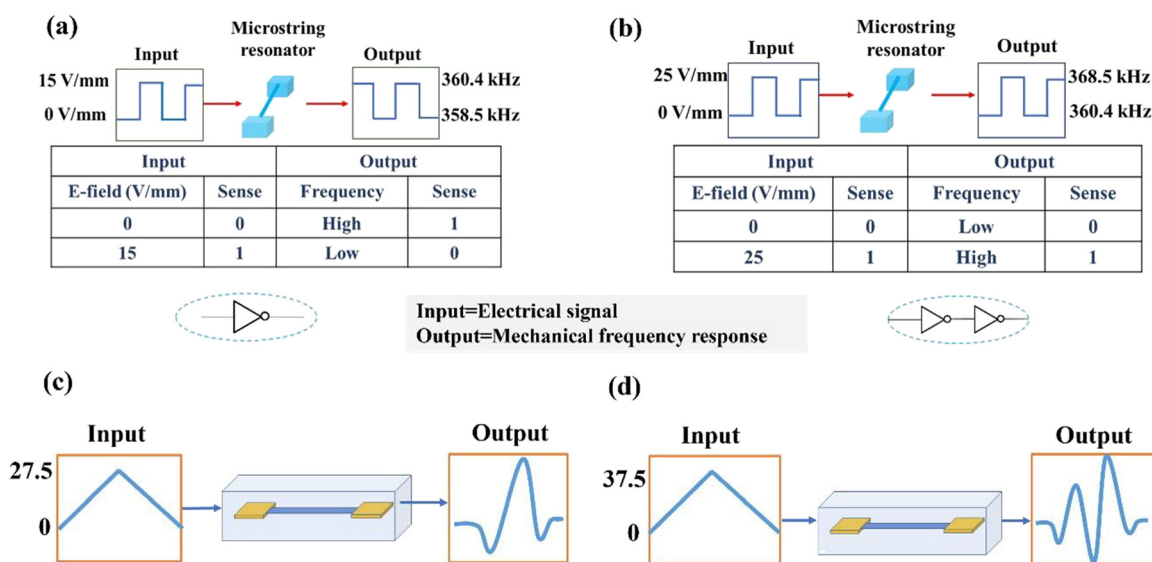 (a)
Microstring
resonator
Input
Output
15 V/mm
0 V/mm
360.4 kHz
358.5 kHz
Input Output
E-field (V/mm) Sense Frequency Sense
0 0 High 1
15 1 Low 0
(b)
Microstring
resonator
Input
Output
25 V/mm
0 V/mm
368.5 kHz
360.4 kHz
Input Output
E-field (V/mm) Sense Frequency Sense
0 0 Low 0
25 1 High 1
Input=Electrical signal
Output=Mechanical frequency response
(c)
Input
Output
27.5
0
(d)
Input
Output
37.5
0